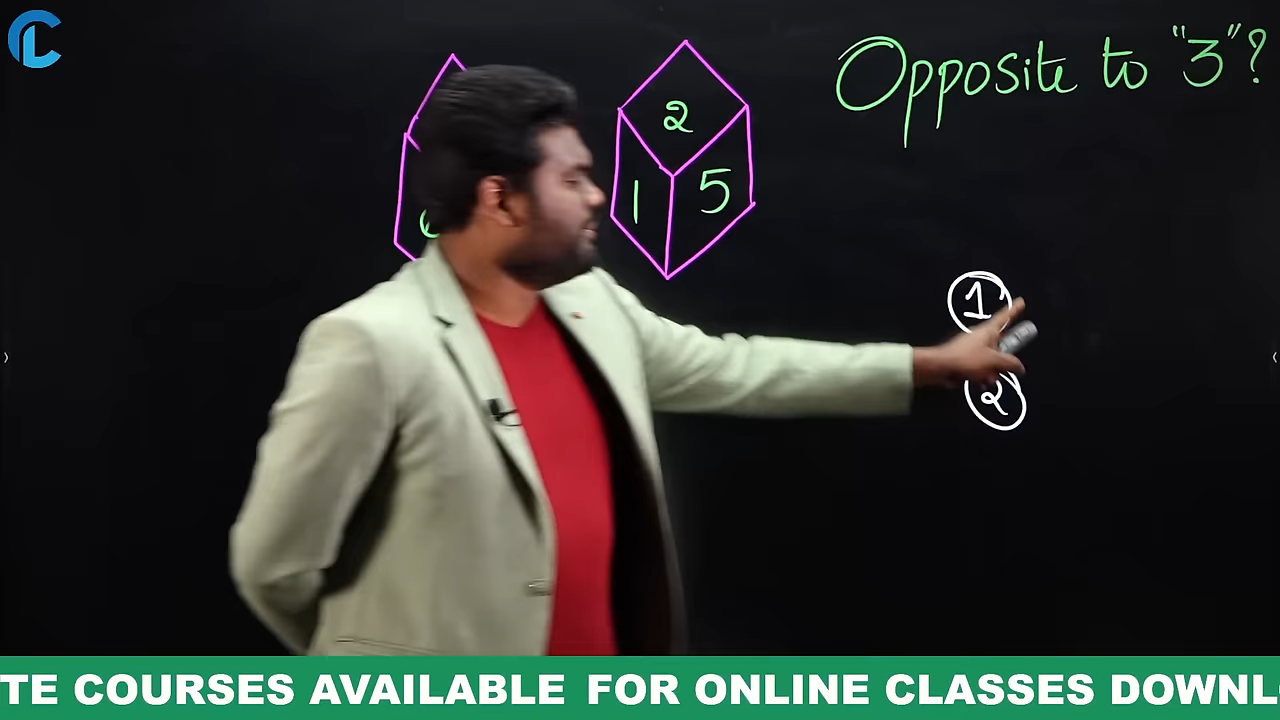 Opposite to "3"?
2
1 5
1
2
TE COURSES AVAILABLE FOR ONLINE CLASSES DOWNL